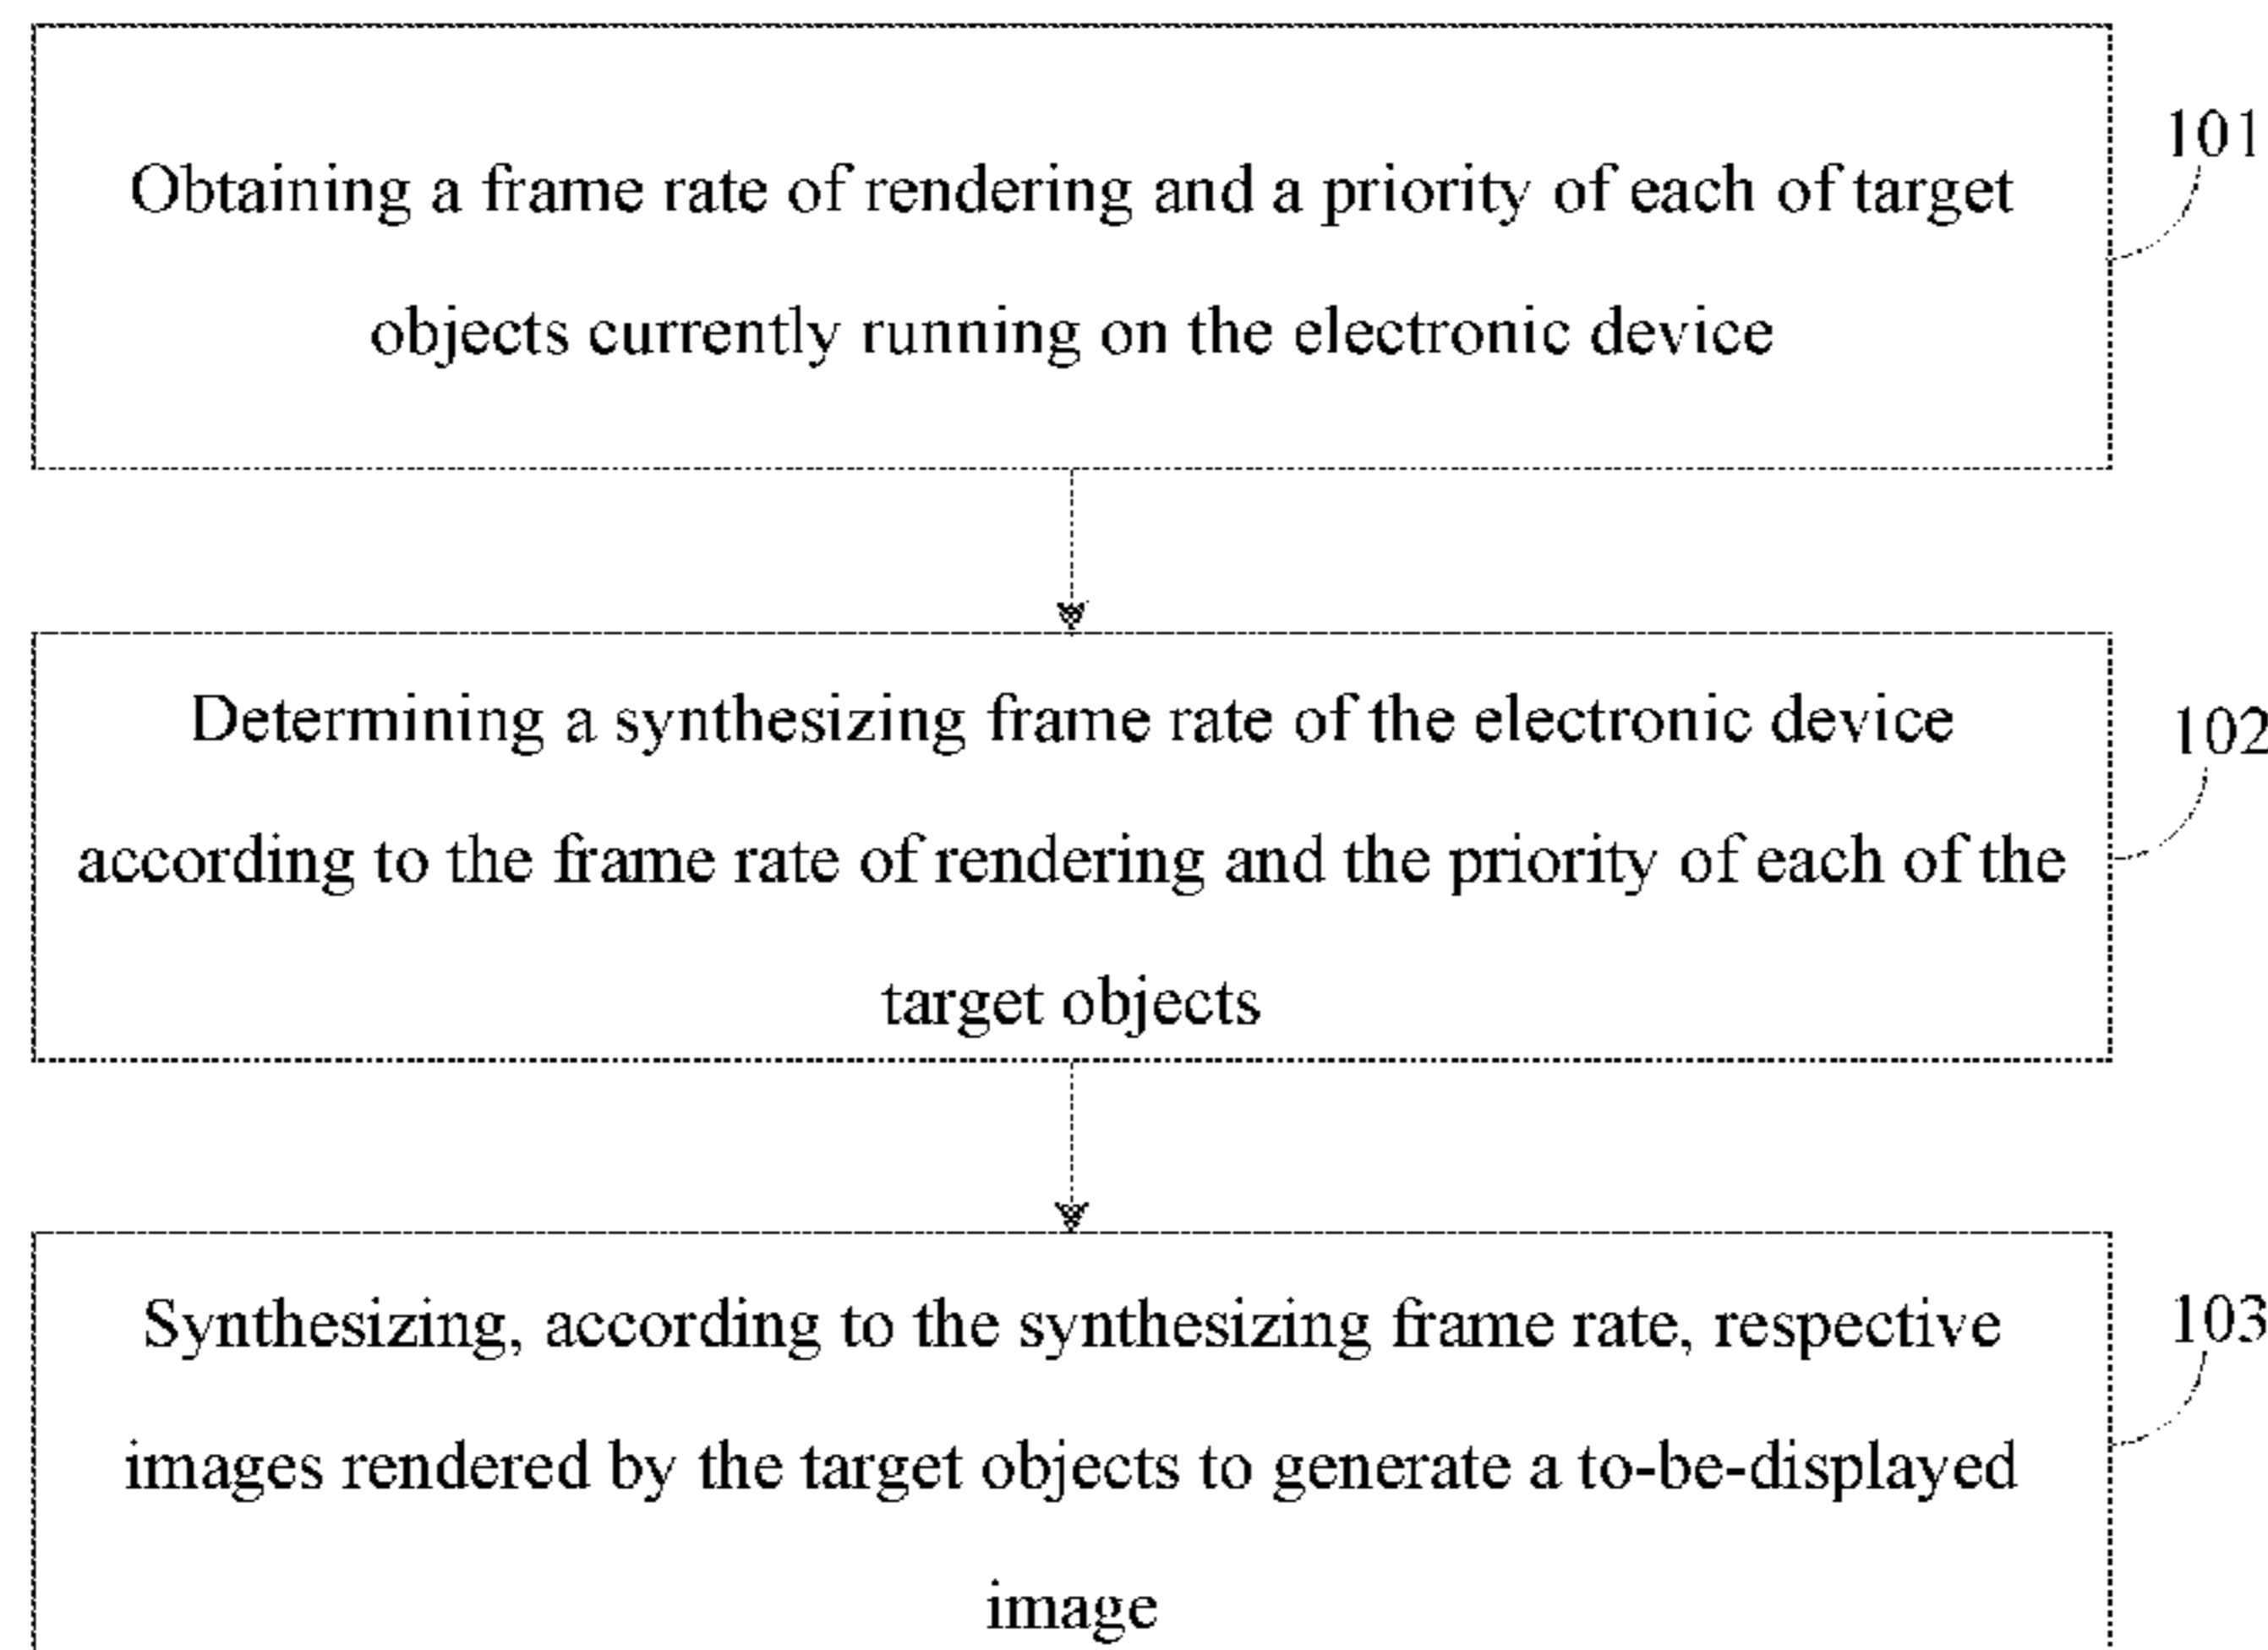 101
Obtaining a frame rate of rendering and a priority of each of target
objects currently running on the electronic device
Determining a synthesizing frame rate of the electronic device
102
according to the frame rate of rendering and the priority of each of the
target objects
Synthesizing, according to the synthesizing frame rate, respective
103
images rendered by the target objects to generate a to-be-displayed
image